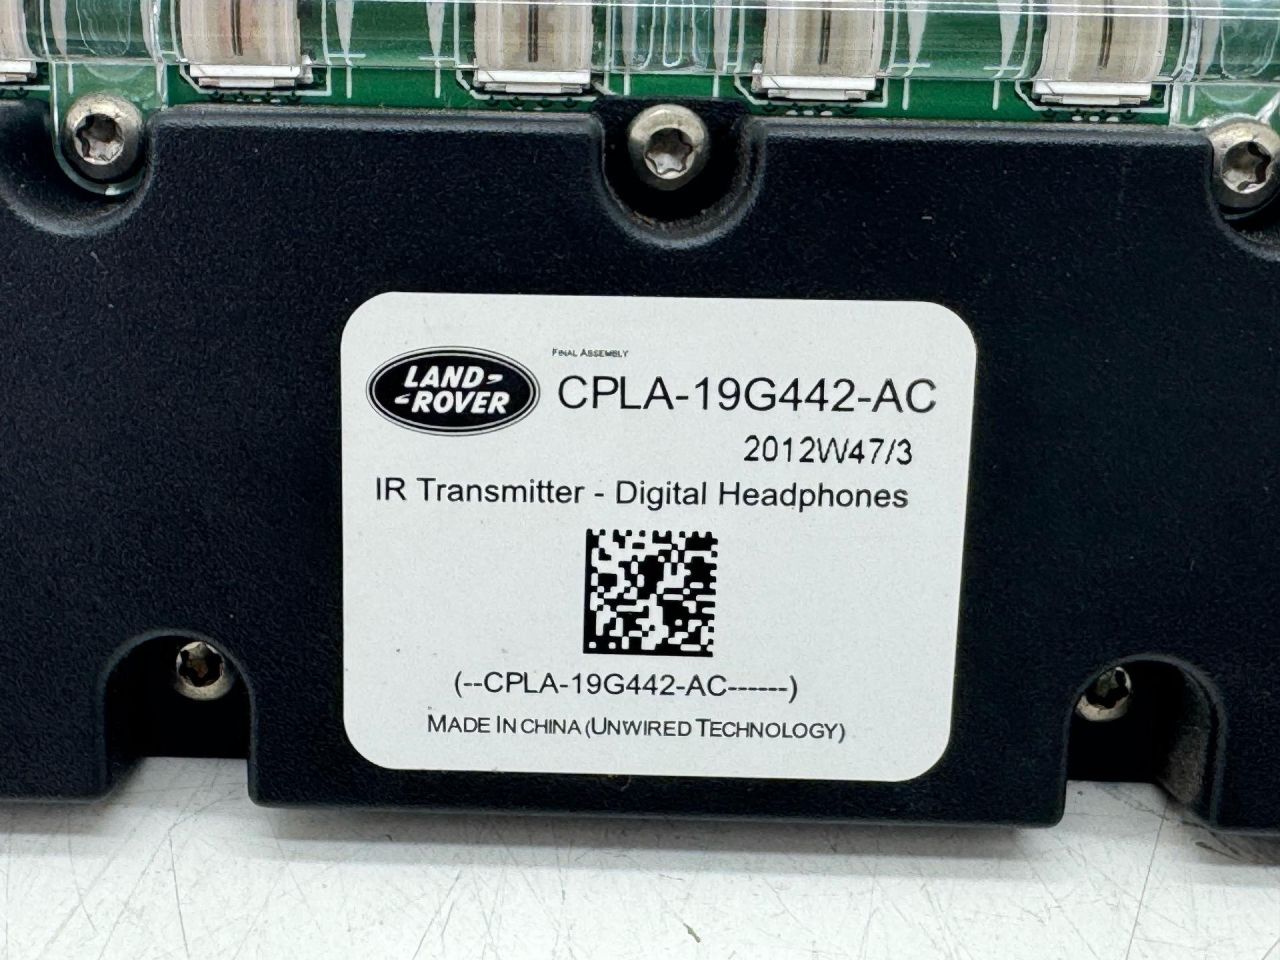 FINAL ASSEMBLY
LAND-
-ROVER
CPLA-19G442-AC
2012W47/3
IR Transmitter - Digital Headphones
(--CPLA-19G442-AC------)
MADE IN CHINA (UNWIRED TECHNOLOGY)